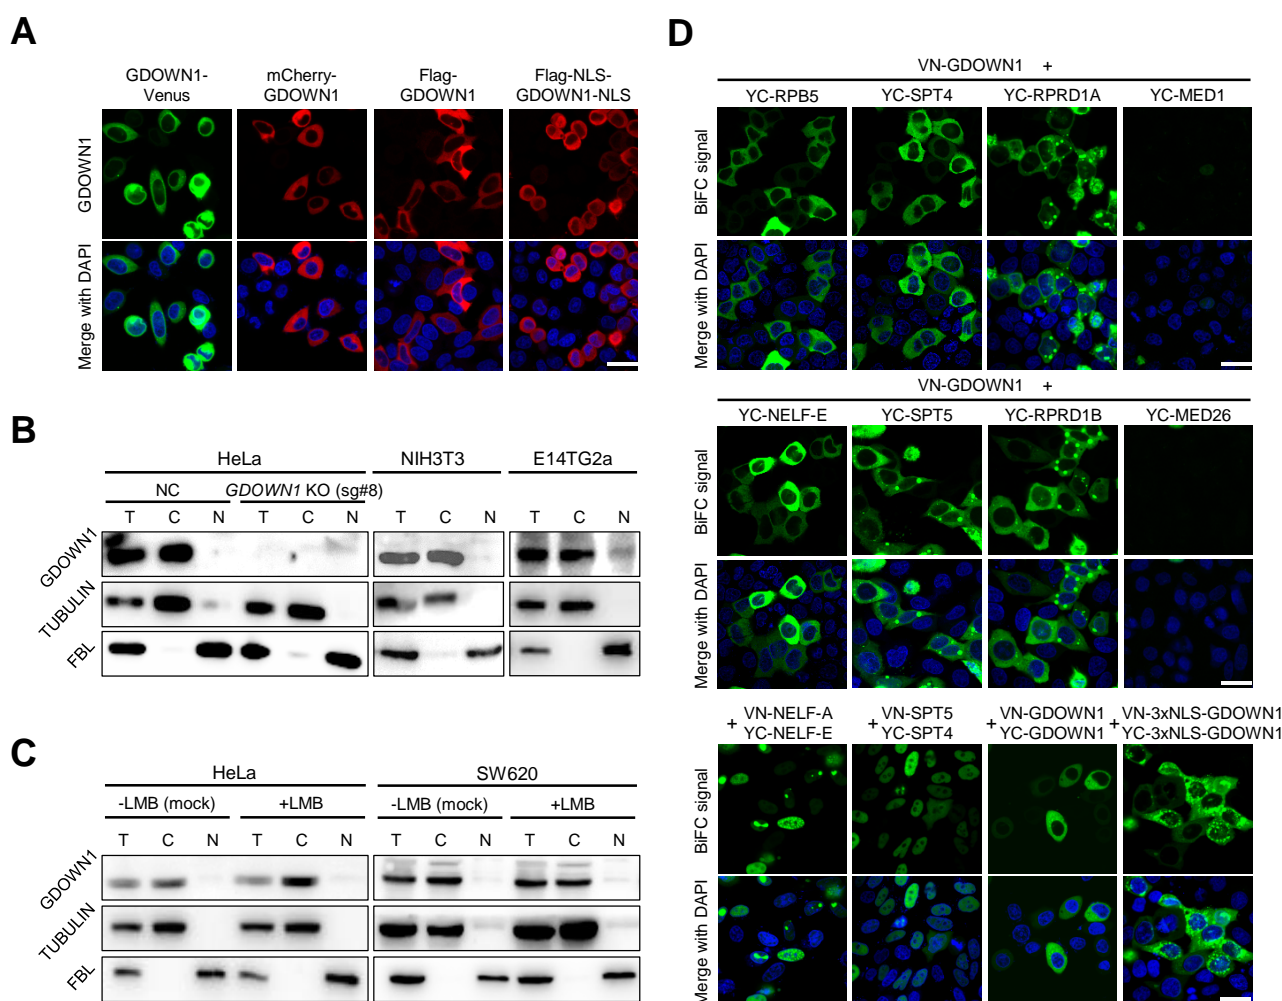 A
GDOWN1-
Venus
mCherry-
GDOWN1
Flag-
GDOWN1
Flag-NLS-
GDOWN1-NLS
GDOWN1
Merge with DAPI
B
HeLa
NIH3T3
E14TG2a
NC
GDOWN1 KO (sg#8)
T C N T C N T C N T C N
GDOWN1
TUBULIN
FBL
C
HeLa
SW620
-LMB (mock)
+LMB
-LMB (mock)
+LMB
T C N T C N T C N T C N
GDOWN1
TUBULIN
FBL
D
VN-GDOWN1 +
YC-RPB5
YC-SPT4
YC-RPRD1A
YC-MED1
BiFC signal
Merge with DAPI
VN-GDOWN1 +
YC-NELF-E
YC-SPT5
YC-RPRD1B
YC-MED26
BiFC signal
Merge with DAPI
+ VN-NELF-A
YC-NELF-E
+ VN-SPT5
YC-SPT4
+ VN-GDOWN1
YC-GDOWN1
+ VN-3xNLS-GDOWN1
YC-3xNLS-GDOWN1
BiFC signal
Merge with DAPI